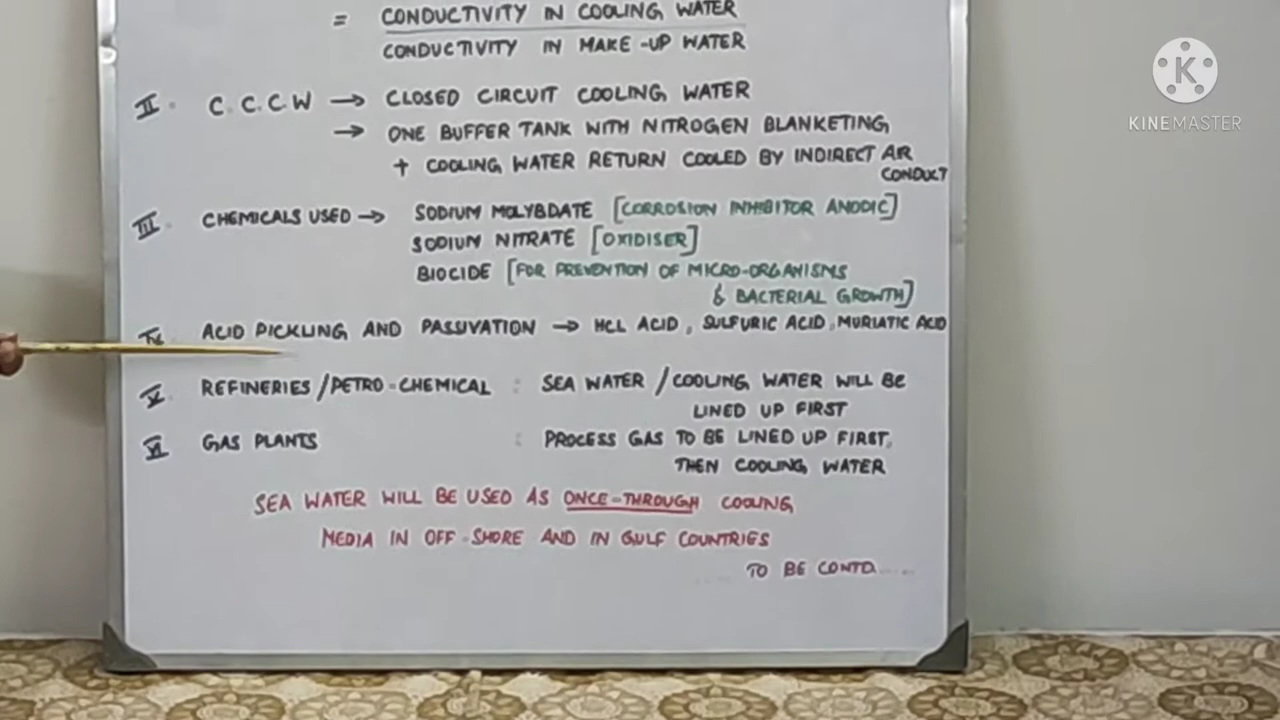 = CONDUCTIVITY IN COOLING WATER
CONDUCTIVITY IN MAKE-UP WATER
II. C.C.C.W → CLOSED CIRCUIT COOLING WATER
→ ONE BUFFER TANK WITH NITROGEN BLANKETING
+ COOLING WATER RETURN COOLED BY INDIRECT AIR
CONDUCT
III. CHEMICALS USED → SODIUM MOLYBDATE [CORROSION INHIBITOR ANODIC]
SODIUM NITRATE [OXIDISER]
BIOCIDE [FOR PREVENTION OF MICRO-ORGANISMS
& BACTERIAL GROWTH]
IV. ACID PICKLING AND PASSIVATION → HCL ACID, SULFURIC ACID, MURIATIC ACID
V. REFINERIES/PETRO-CHEMICAL : SEA WATER/COOLING WATER WILL BE
LINED UP FIRST
VI. GAS PLANTS : PROCESS GAS TO BE LINED UP FIRST,
THEN COOLING WATER
SEA WATER WILL BE USED AS ONCE-THROUGH COOLING
MEDIA IN OFF-SHORE AND IN GULF COUNTRIES
TO BE CONTD......
K
KINEMASTER